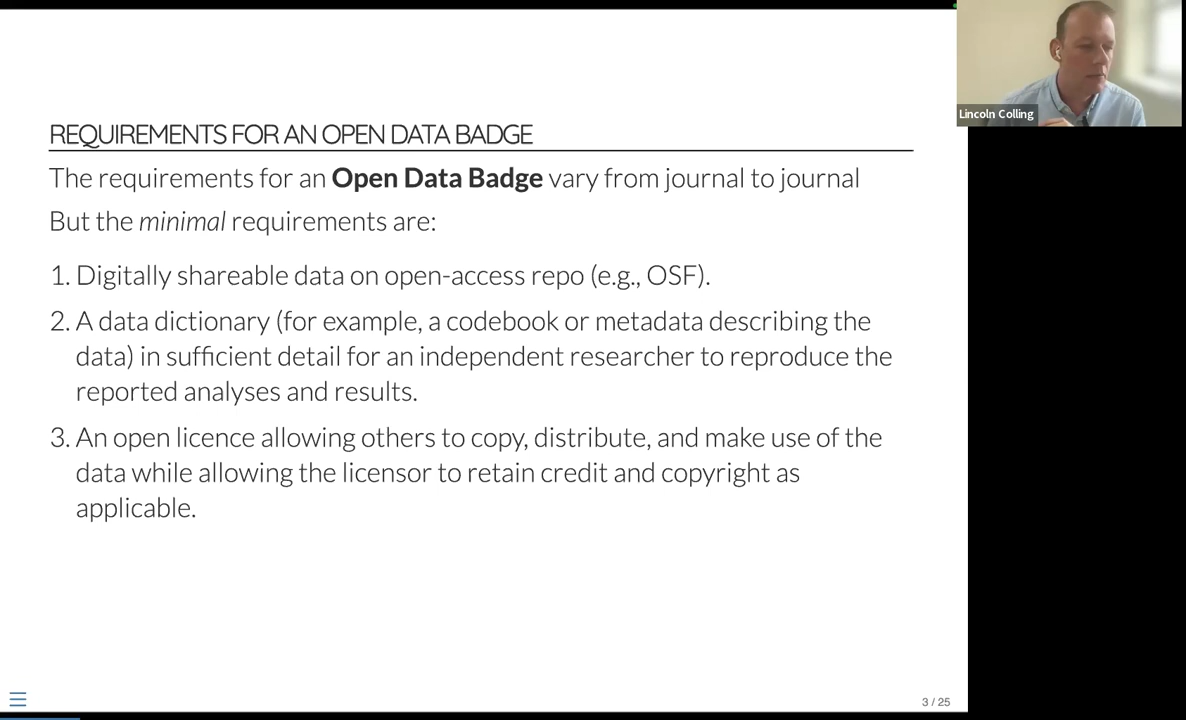 REQUIREMENTS FOR AN OPEN DATA BADGE
The requirements for an Open Data Badge vary from journal to journal
But the minimal requirements are:
1. Digitally shareable data on open-access repo (e.g., OSF).
2. A data dictionary (for example, a codebook or metadata describing the
data) in sufficient detail for an independent researcher to reproduce the
reported analyses and results.
3. An open licence allowing others to copy, distribute, and make use of the
data while allowing the licensor to retain credit and copyright as
applicable.
3 / 25
Lincoln Colling